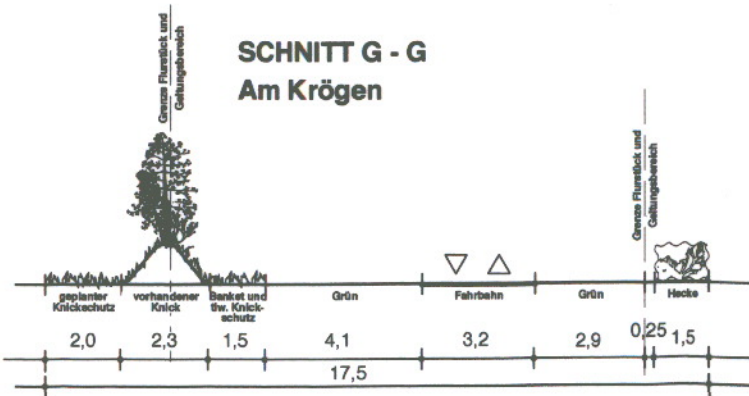 Grenze Flurstück und
Geltungsbereich
SCHNITT G - G
Am Krögen
Grenze Flurstück und
Geltungsbereich
geplanter
Knickschutz
vorhandener
Knick
Banket und
tlw. Knick-
schutz
Grün
Fahrbahn
Grün
Hecke
2,0
2,3
1,5
4,1
3,2
2,9
0,25
1,5
17,5